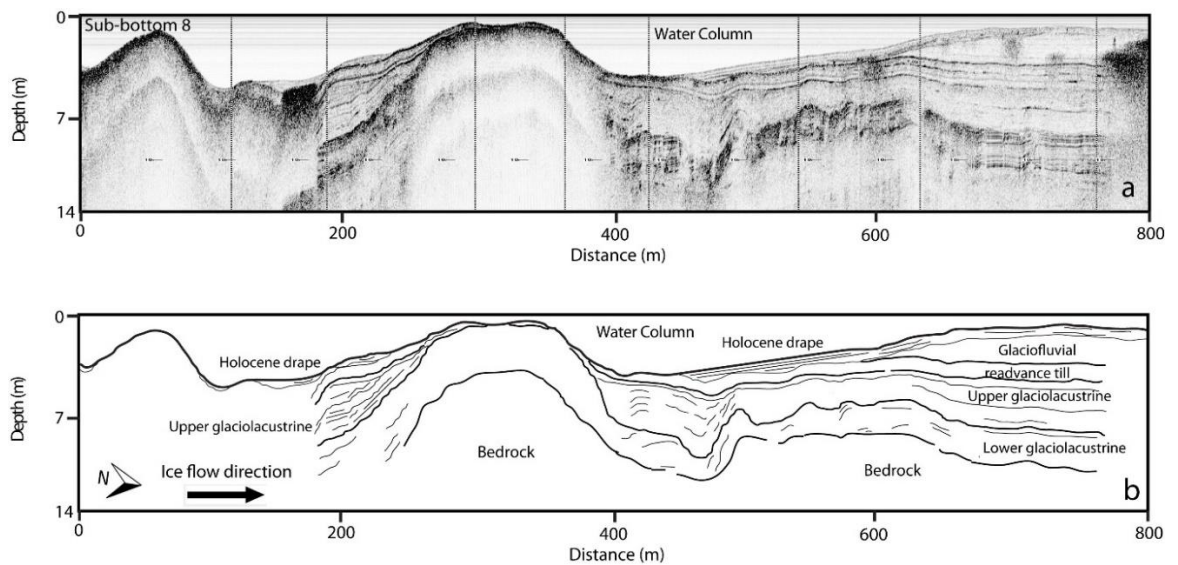 0
Sub-bottom 8
Water Column
Depth (m)
7
14
a
0
200
400
600
800
Distance (m)
0
Water Column
Holocene drape
Holocene drape
Glaciofluvial
readvance till
Upper glaciolacustrine
Depth (m)
7
Upper glaciolacustrine
Bedrock
Lower glaciolacustrine
N
Ice flow direction
Bedrock
b
14
0
200
400
600
800
Distance (m)